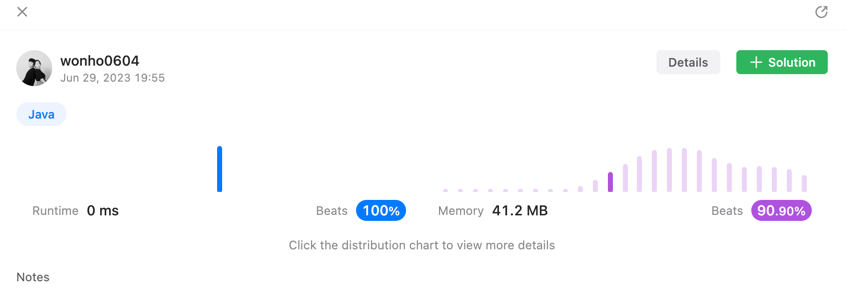 wonho0604
Jun 29, 2023 19:55
Details
+ Solution
Java
Runtime 0 ms Beats 100% Memory 41.2 MB Beats 90.90%
Click the distribution chart to view more details
Notes